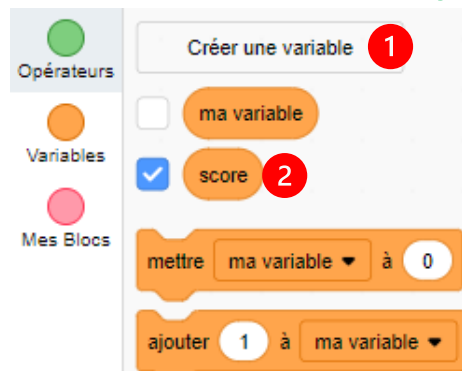 Créer une variable 1
Opérateurs
ma variable
Variables
score 2
Mes Blocs
mettre ma variable à 0
ajouter 1 à ma variable